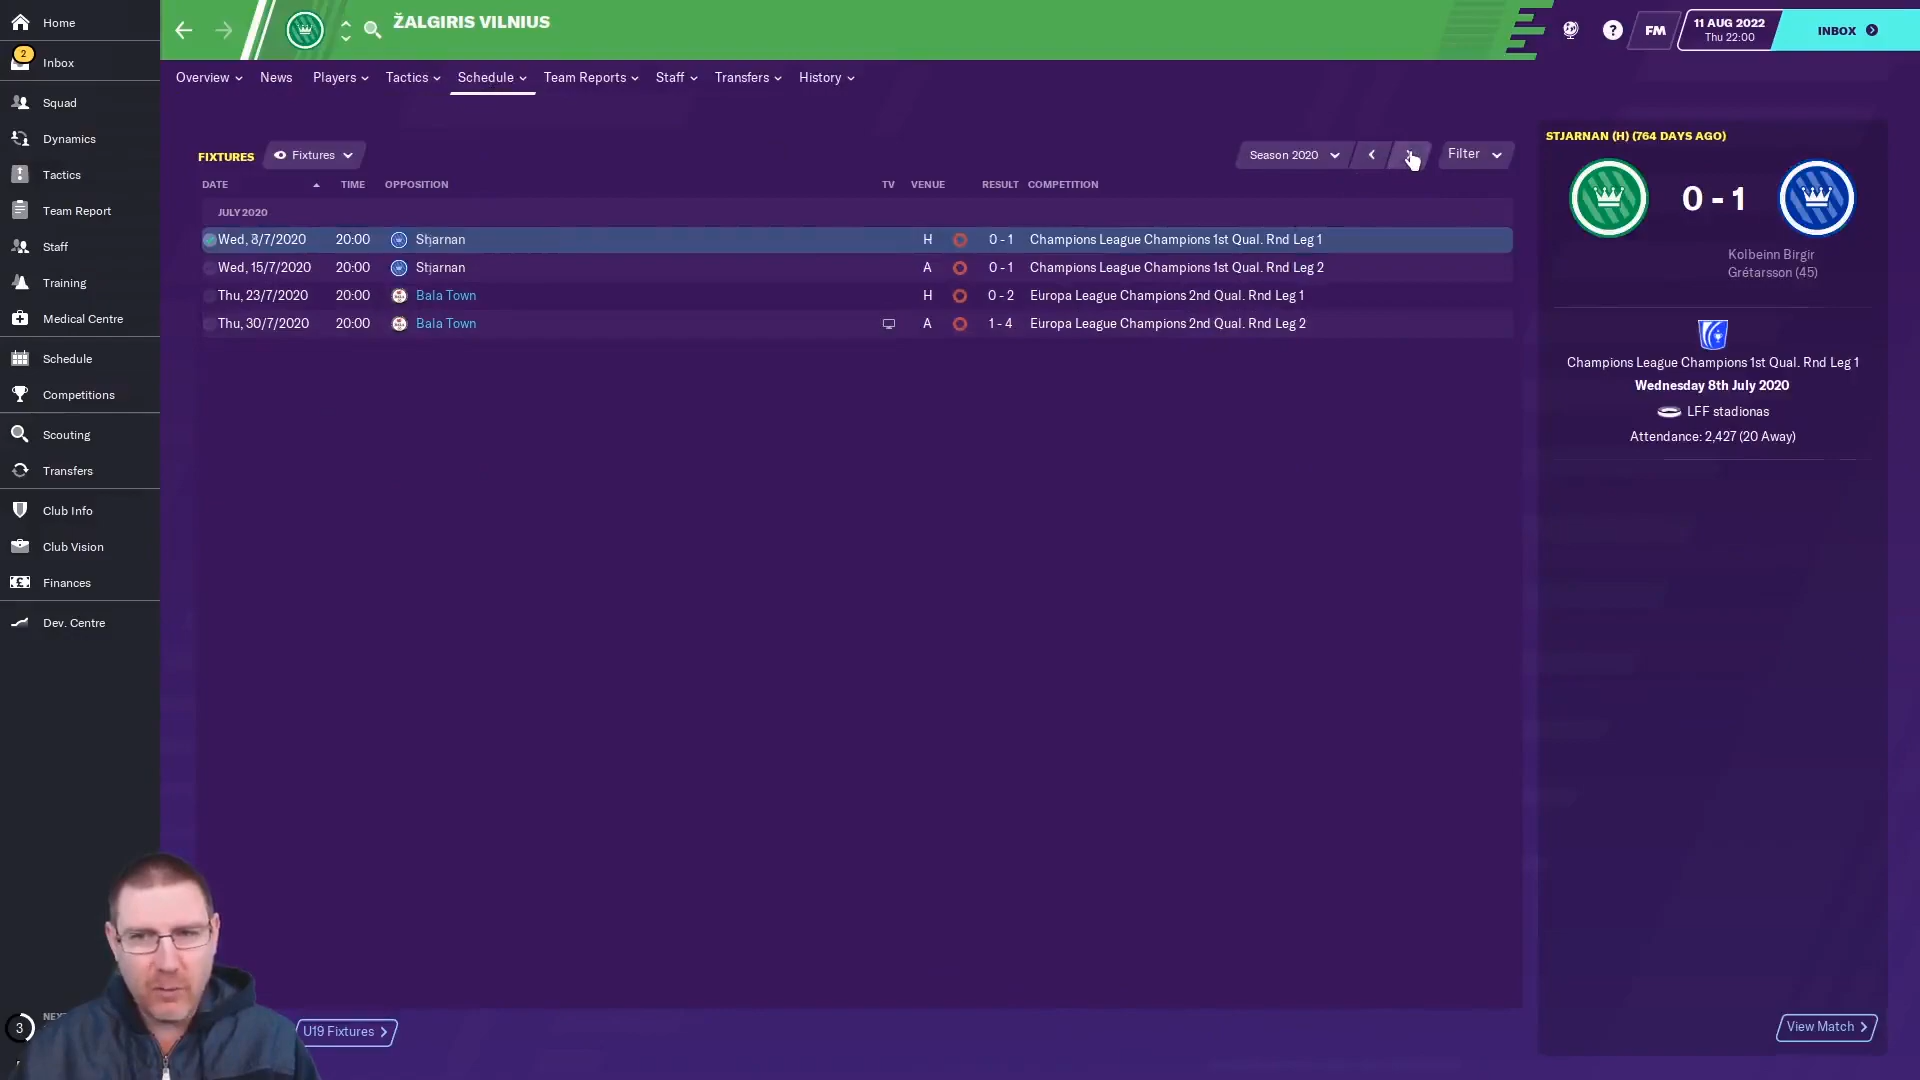 Home
ŽALGIRIS VILNIUS
11 AUG 2022
Thu 22:00
FM
INBOX
2
Inbox
Overview
News
Players
Tactics
Schedule
Team Reports
Staff
Transfers
History
Squad
Dynamics
Tactics
Team Report
Staff
Training
Medical Centre
Schedule
Competitions
Scouting
Transfers
Club Info
Club Vision
Finances
Dev. Centre
3
FIXTURES
Fixtures
Season 2020
Filter
DATE TIME OPPOSITION TV VENUE RESULT COMPETITION
JULY 2020
Wed, 8/7/2020 20:00 Stjarnan H 0 - 1 Champions League Champions 1st Qual. Rnd Leg 1
Wed, 15/7/2020 20:00 Stjarnan A 0 - 1 Champions League Champions 1st Qual. Rnd Leg 2
Thu, 23/7/2020 20:00 Bala Town H 0 - 2 Europa League Champions 2nd Qual. Rnd Leg 1
Thu, 30/7/2020 20:00 Bala Town A 1 - 4 Europa League Champions 2nd Qual. Rnd Leg 2
U19 Fixtures
STJARNAN (H) (764 DAYS AGO)
0 - 1
Kolbeinn Birgir
Grétarsson (45)
Champions League Champions 1st Qual. Rnd Leg 1
Wednesday 8th July 2020
LFF stadionas
Attendance: 2,427 (20 Away)
View Match